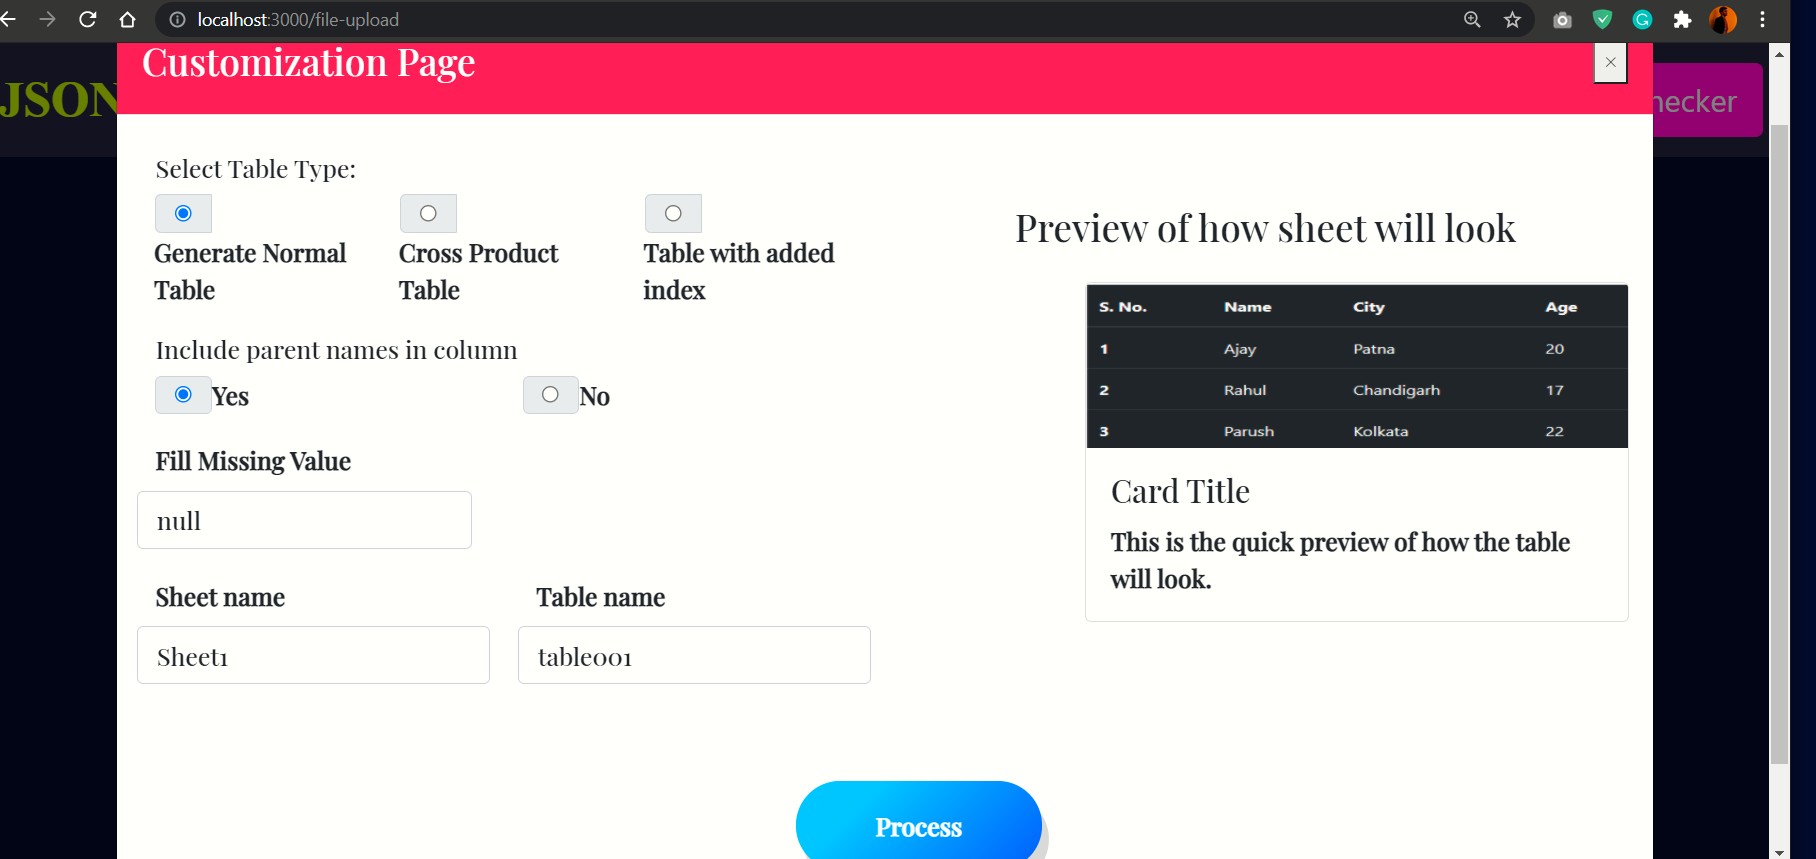 localhost:3000/file-upload
Customization Page
JSON
Select Table Type:
Generate Normal
Table
Cross Product
Table
Table with added
index
Include parent names in column
Yes
No
Fill Missing Value
null
Sheet name
Table name
Sheet1
table001
Preview of how sheet will look
S. No. Name City Age
1 Ajay Patna 20
2 Rahul Chandigarh 17
3 Parush Kolkata 22
Card Title
This is the quick preview of how the table
will look.
Process